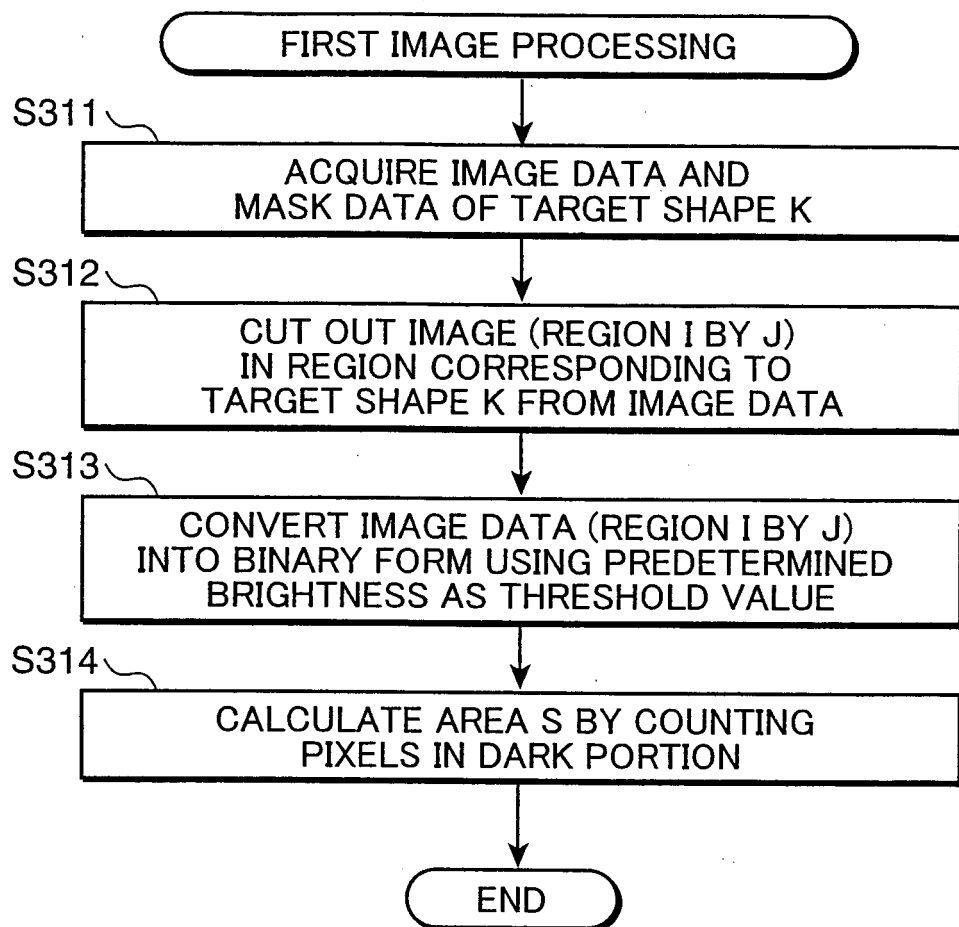 FIRST IMAGE PROCESSING
S311
ACQUIRE IMAGE DATA AND
MASK DATA OF TARGET SHAPE K
S312
CUT OUT IMAGE (REGION I BY J)
IN REGION CORRESPONDING TO
TARGET SHAPE K FROM IMAGE DATA
S313
CONVERT IMAGE DATA (REGION I BY J)
INTO BINARY FORM USING PREDETERMINED
BRIGHTNESS AS THRESHOLD VALUE
S314
CALCULATE AREA S BY COUNTING
PIXELS IN DARK PORTION
END